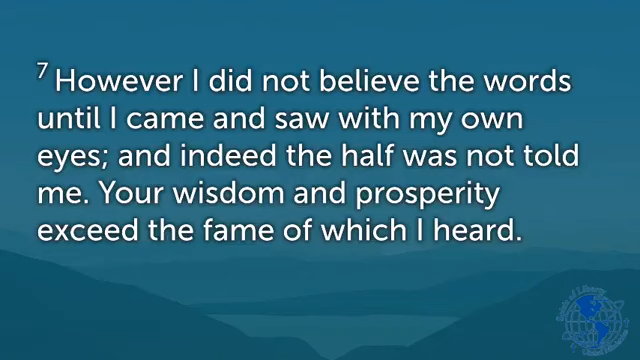 7 However I did not believe the words
until I came and saw with my own
eyes; and indeed the half was not told
me. Your wisdom and prosperity
exceed the fame of which I heard.